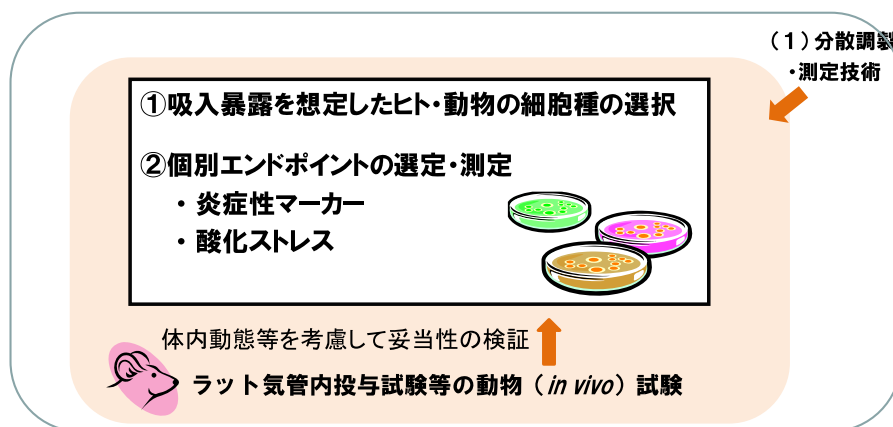 (1)分散調製
・測定技術
①吸入暴露を想定したヒト・動物の細胞種の選択
②個別エンドポイントの選定・測定
・炎症性マーカー
・酸化ストレス
体内動態等を考慮して妥当性の検証
ラット気管内投与試験等の動物(in vivo)試験